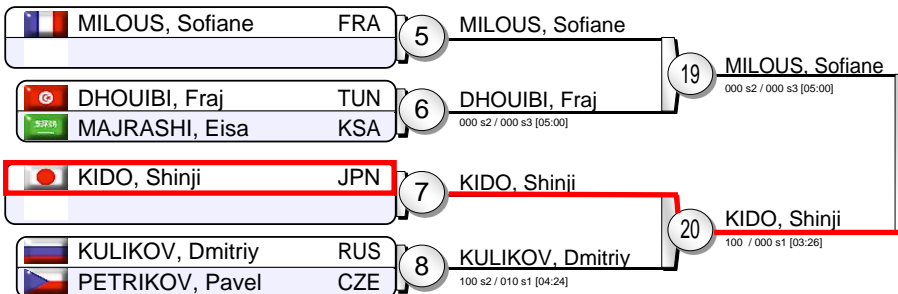 MILOUS, Sofiane FRA
5
MILOUS, Sofiane
19
MILOUS, Sofiane
000 s2 / 000 s3 [05:00]
DHOUIBI, Fraj TUN
MAJRASHI, Eisa KSA
6
DHOUIBI, Fraj
000 s2 / 000 s3 [05:00]
KIDO, Shinji JPN
7
KIDO, Shinji
20
KIDO, Shinji
100 / 000 s1 [03:26]
KULIKOV, Dmitriy RUS
PETRIKOV, Pavel CZE
8
KULIKOV, Dmitriy
100 s2 / 010 s1 [04:24]